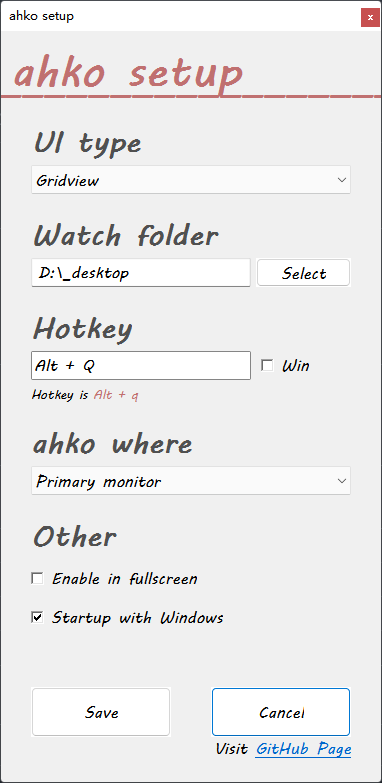 ahko setup
x
ahko setup
UI type
Gridview
Watch folder
D:\_desktop
Select
Hotkey
Alt + Q
Win
Hotkey is Alt + q
ahko where
Primary monitor
Other
Enable in fullscreen
Startup with Windows
Save
Cancel
Visit GitHub Page